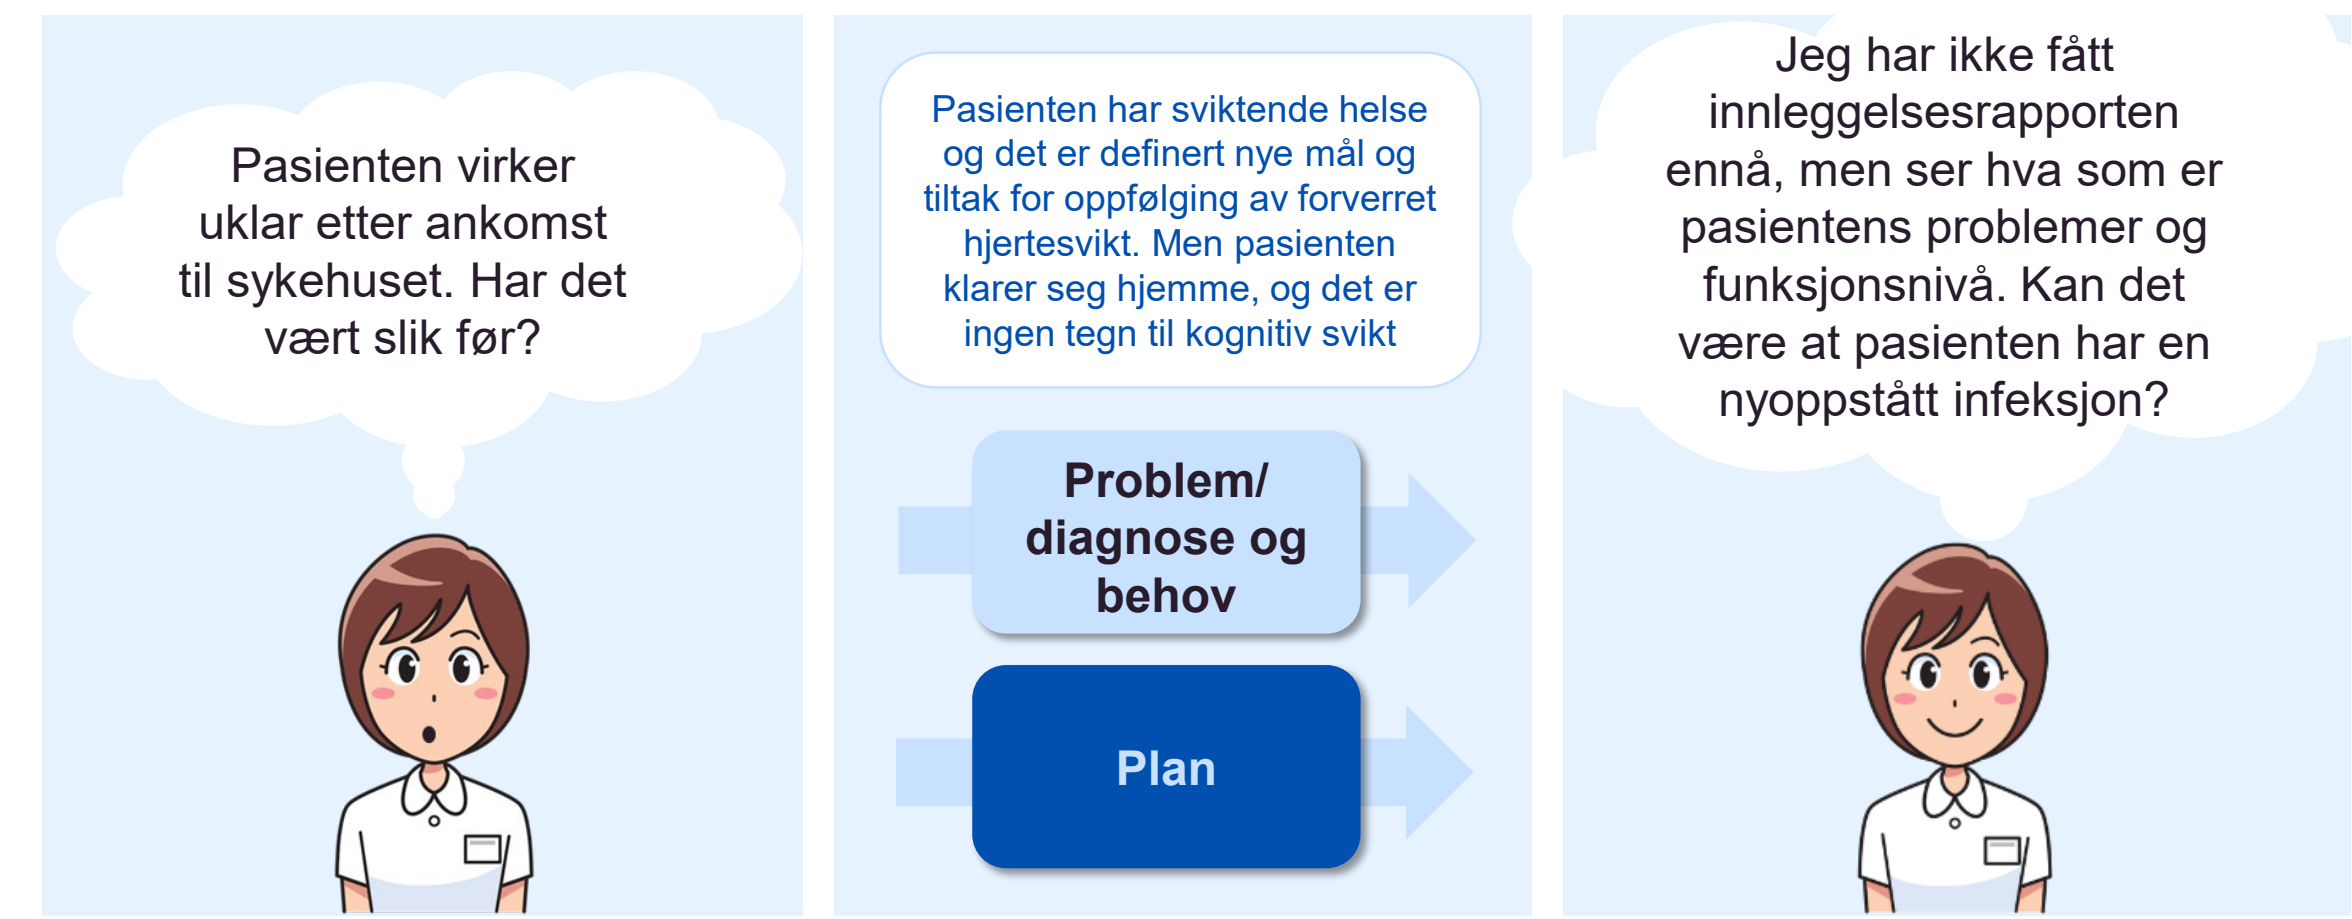 Pasienten virker
uklar etter ankomst
til sykehuset. Har det
vært slik før?
Pasienten har sviktende helse
og det er definert nye mål og
tiltak for oppfølging av forverret
hjertesvikt. Men pasienten
klarer seg hjemme, og det er
ingen tegn til kognitiv svikt
Problem/
diagnose og
behov
Plan
Jeg har ikke fått
innleggelsesrapporten
ennå, men ser hva som er
pasientens problemer og
funksjonsnivå. Kan det
være at pasienten har en
nyoppstått infeksjon?